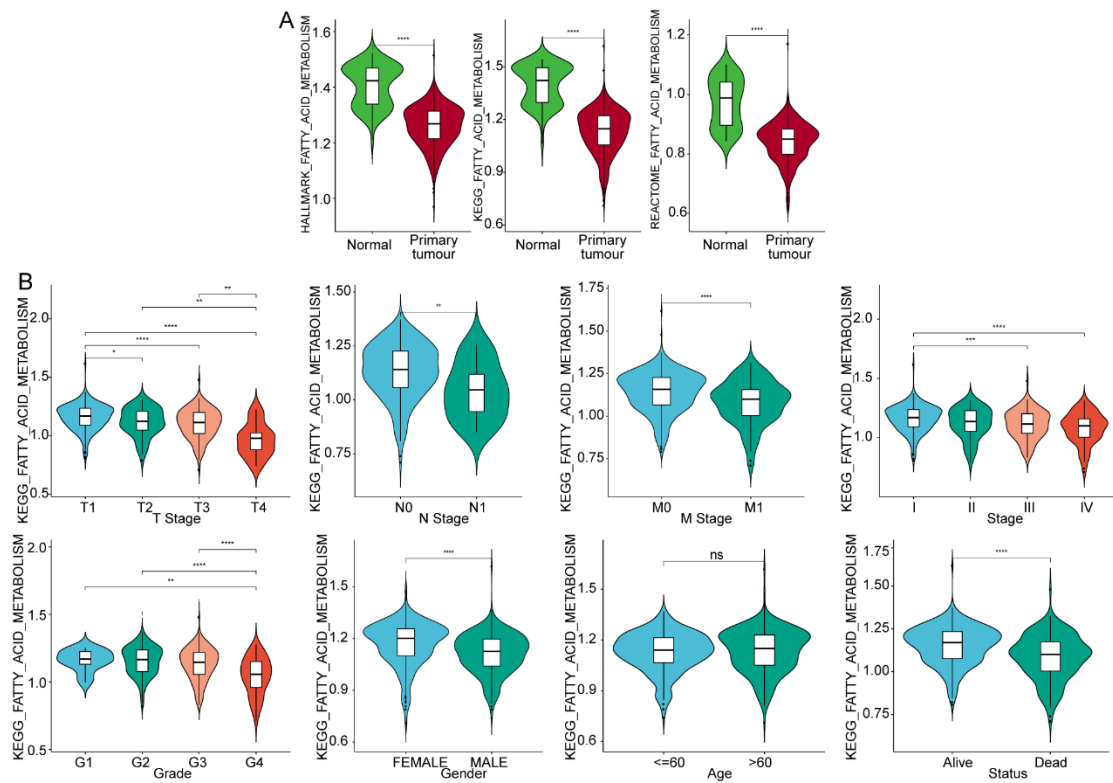 A
HALLMARK_FATTY_ACID_METABOLISM
1.6
1.4
1.2
1.0
****
Normal
Primary
tumour
KEGG_FATTY_ACID_METABOLISM
1.5
1.2
0.9
0.6
****
Normal
Primary
tumour
REACTOME_FATTY_ACID_METABOLISM
1.2
1.0
0.8
0.6
****
Normal
Primary
tumour
B
KEGG_FATTY_ACID_METABOLISM
2.0
1.5
1.0
0.5
**
**
****
****
*
T1 T2 T3 T4
T Stage
KEGG_FATTY_ACID_METABOLISM
1.50
1.25
1.00
0.75
**
N0 N1
N Stage
KEGG_FATTY_ACID_METABOLISM
1.75
1.50
1.25
1.00
0.75
****
M0 M1
M Stage
KEGG_FATTY_ACID_METABOLISM
2.0
1.5
1.0
****
***
I II III IV
Stage
KEGG_FATTY_ACID_METABOLISM
2.0
1.5
1.0
0.5
****
****
**
G1 G2 G3 G4
Grade
KEGG_FATTY_ACID_METABOLISM
1.5
1.2
0.9
0.6
****
FEMALE MALE
Gender
KEGG_FATTY_ACID_METABOLISM
1.5
1.2
0.9
0.6
ns
<=60 >60
Age
KEGG_FATTY_ACID_METABOLISM
1.75
1.50
1.25
1.00
0.75
****
Alive Dead
Status